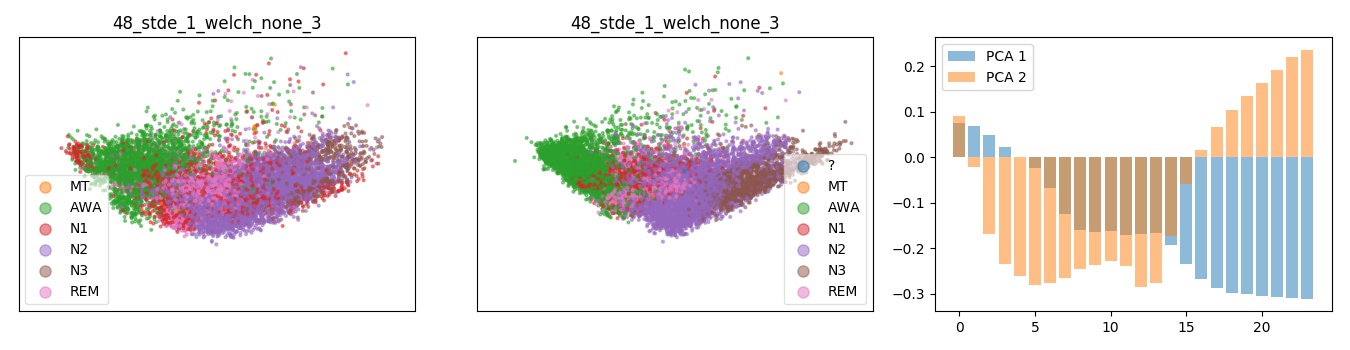 48_stde_1_welch_none_3
MT
AWA
N1
N2
N3
REM
48_stde_1_welch_none_3
?
MT
AWA
N1
N2
N3
REM
PCA 1
PCA 2
0.2
0.1
0.0
−0.1
−0.2
−0.3
0 5 10 15 20